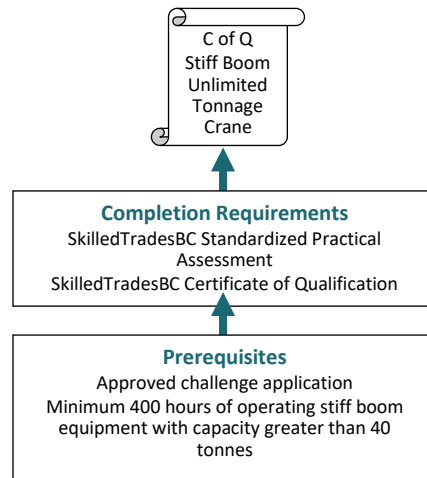 C of Q
Stiff Boom
Unlimited
Tonnage
Crane
Completion Requirements
SkilledTradesBC Standardized Practical
Assessment
SkilledTradesBC Certificate of Qualification
Prerequisites
Approved challenge application
Minimum 400 hours of operating stiff boom
equipment with capacity greater than 40
tonnes